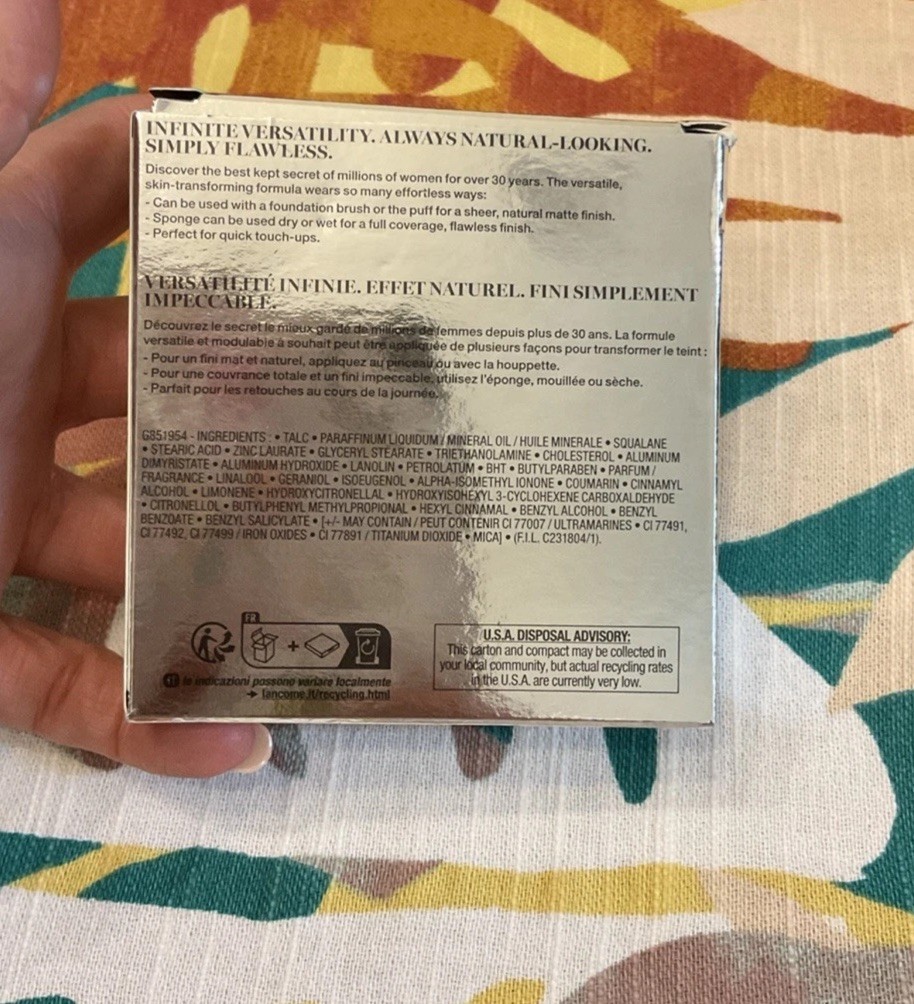 INFINITE VERSATILITY. ALWAYS NATURAL-LOOKING.
SIMPLY FLAWLESS.
Discover the best kept secret of millions of women for over 30 years. The versatile,
skin-transforming formula wears so many effortless ways:
- Can be used with a foundation brush or the puff for a sheer, natural matte finish.
- Sponge can be used dry or wet for a full coverage, flawless finish.
- Perfect for quick touch-ups.
VERSATILITÉ INFINIE. EFFET NATUREL. FINI SIMPLEMENT
IMPECCABLE.
Découvrez le secret le mieux gardé de millions de femmes depuis plus de 30 ans. La formule
versatile et modulable à souhait peut être appliquée de plusieurs façons pour transformer le teint :
- Pour un fini mat et naturel, appliquez au pinceau ou avec la houppette.
- Pour une couvrance totale et un fini impeccable, utilisez l'éponge, mouillée ou sèche.
- Parfait pour les retouches au cours de la journée.
G851954 - INGREDIENTS : • TALC • PARAFFINUM LIQUIDUM / MINERAL OIL / HUILE MINERALE • SQUALANE
• STEARIC ACID • ZINC LAURATE • GLYCERYL STEARATE • TRIETHANOLAMINE • CHOLESTEROL • ALUMINUM
DIMYRISTATE • ALUMINUM HYDROXIDE • LANOLIN • PETROLATUM • BHT • BUTYLPARABEN • PARFUM /
FRAGRANCE • LINALOOL • GERANIOL • ISOEUGENOL • ALPHA-ISOMETHYL IONONE • COUMARIN • CINNAMYL
ALCOHOL • LIMONENE • HYDROXYCITRONELLAL • HYDROXYISOHEXYL 3-CYCLOHEXENE CARBOXALDEHYDE
• CITRONELLOL • BUTYLPHENYL METHYLPROPIONAL • HEXYL CINNAMAL • BENZYL ALCOHOL • BENZYL
BENZOATE • BENZYL SALICYLATE • [+/- MAY CONTAIN / PEUT CONTENIR CI 77007 / ULTRAMARINES • CI 77491,
CI 77492, CI 77499 / IRON OXIDES • CI 77891 / TITANIUM DIOXIDE • MICA] • (F.I.L. C231804/1).
FR
+
IT le indicazioni possono variare localmente
→ lancome.it/recycling.html
U.S.A. DISPOSAL ADVISORY:
This carton and compact may be collected in
your local community, but actual recycling rates
in the U.S.A. are currently very low.